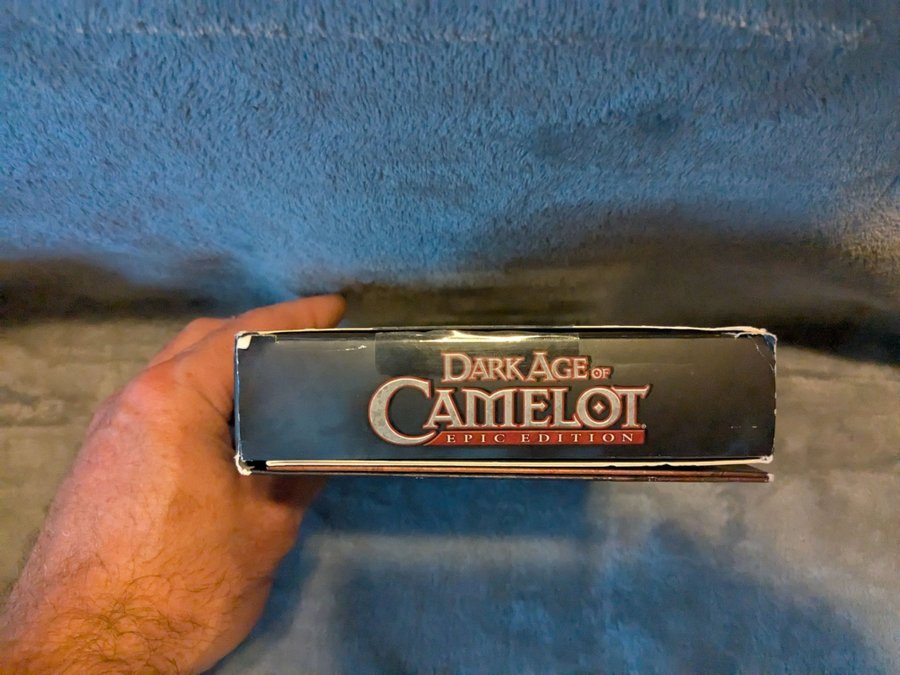 DARK AGE OF
CAMELOT
EPIC EDITION